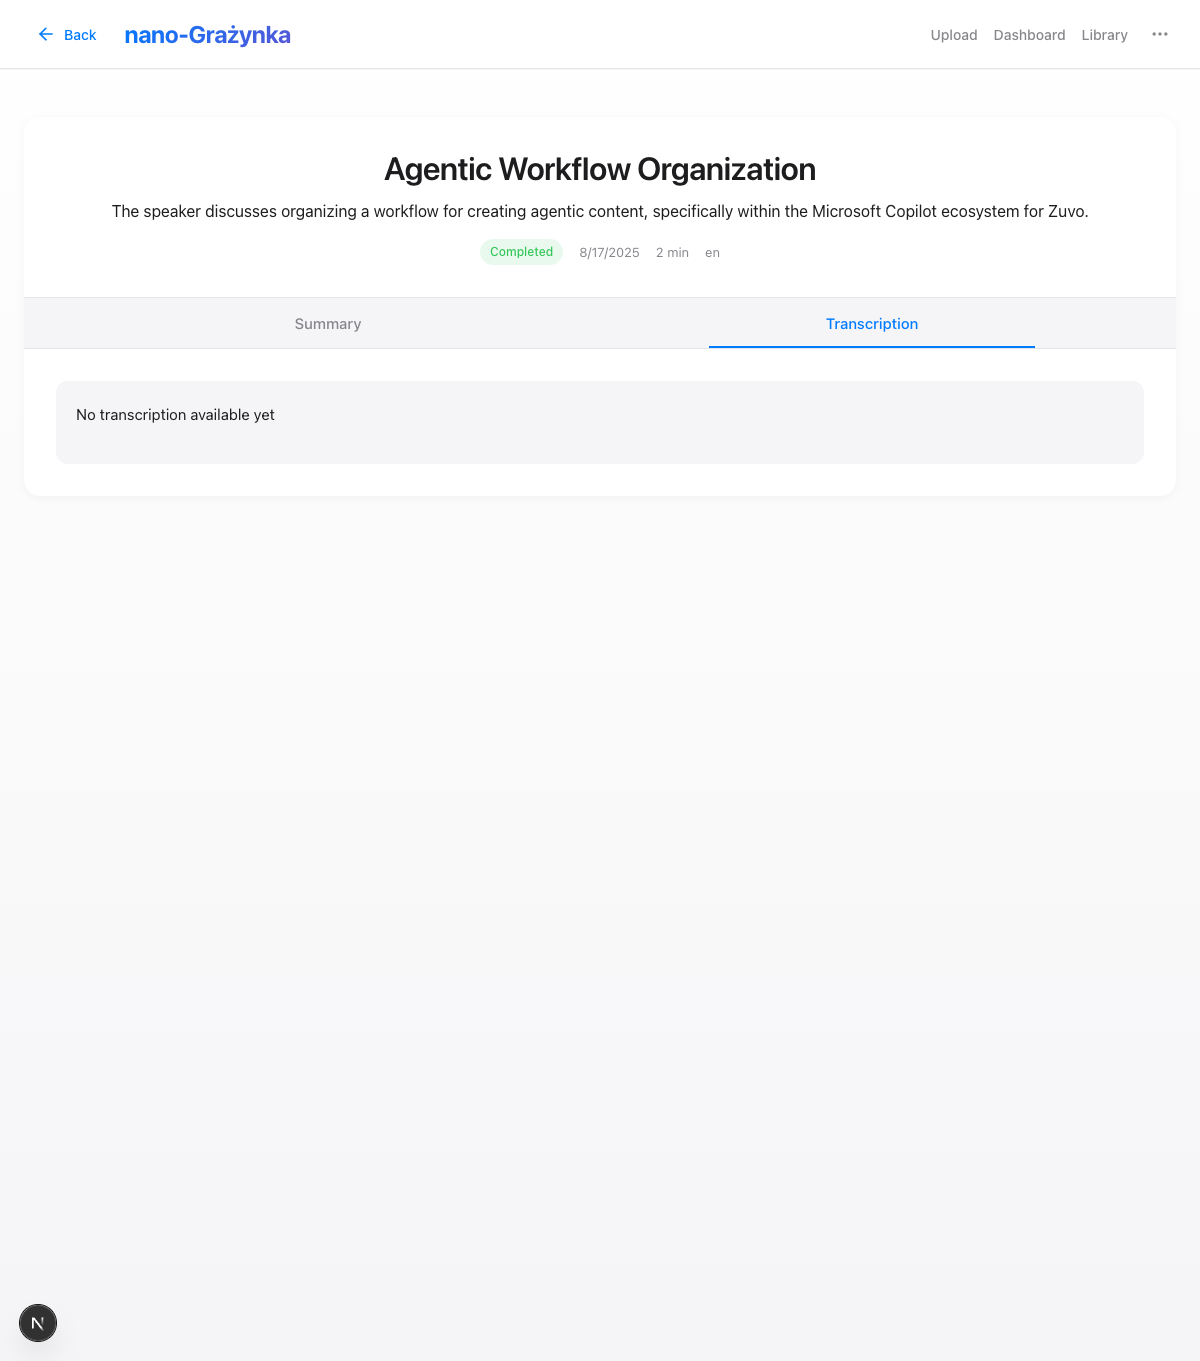 Back
nano-Grażynka
Upload
Dashboard
Library
Agentic Workflow Organization
The speaker discusses organizing a workflow for creating agentic content, specifically within the Microsoft Copilot ecosystem for Zuvo.
Completed
8/17/2025
2 min
en
Summary
Transcription
No transcription available yet
N